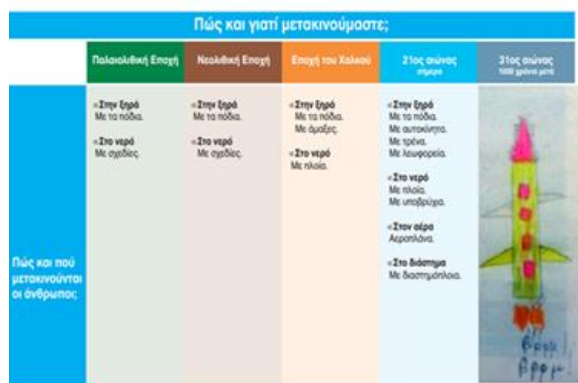 Πώς και γιατί μετακινούμαστε;
Παλαιολιθική Εποχή
Νεολιθική Εποχή
Εποχή του Χαλκού
21ος αιώνας
σήμερα
31ος αιώνας
1000 χρόνια μετά
Πώς και πού
μετακινούνται
οι άνθρωποι;
«Στην ξηρά
Με τα πόδια.
«Στο νερό
Με σχεδίες.
«Στην ξηρά
Με τα πόδια.
«Στο νερό
Με σχεδίες.
«Στην ξηρά
Με τα πόδια.
Με άμαξες.
«Στο νερό
Με πλοία.
«Στην ξηρά
Με τα πόδια.
Με αυτοκίνητα.
Με τρένα.
Με λεωφορεία.
«Στο νερό
Με πλοία.
Με υποβρύχια.
«Στον αέρα
Αεροπλάνα.
«Στο διάστημα
Με διαστημόπλοια.
βρρμ!
βρρμ!